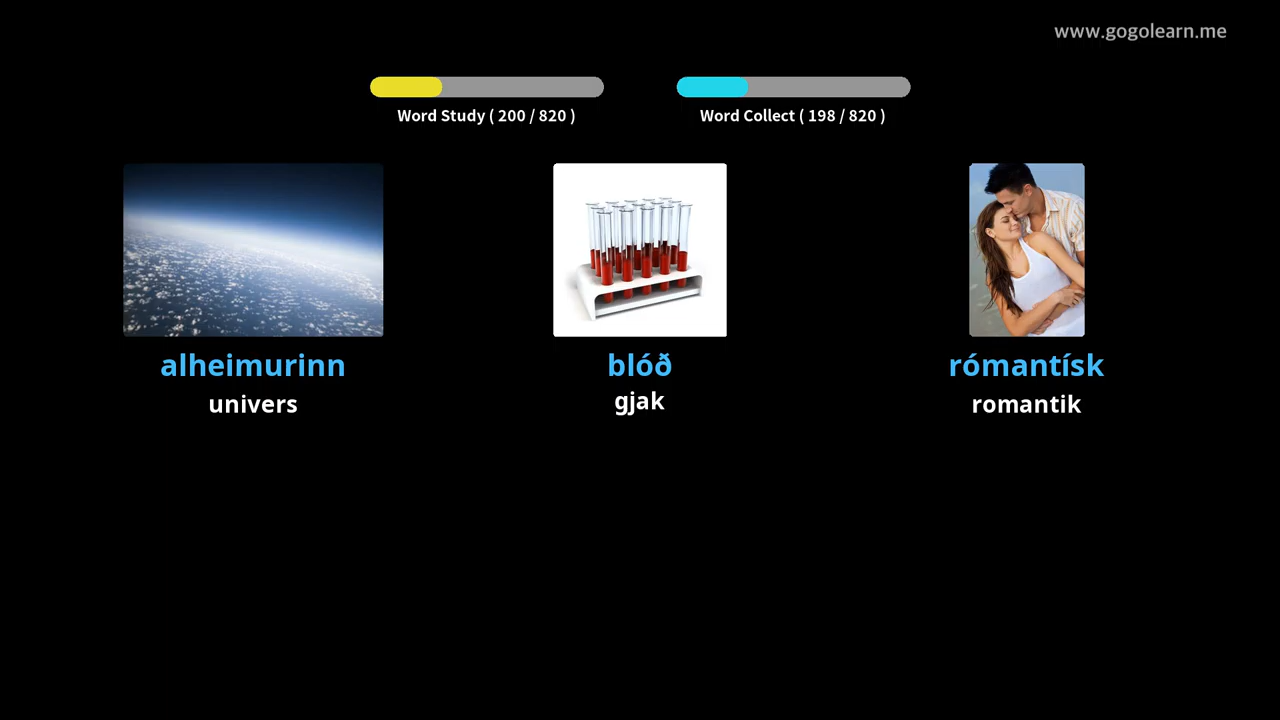 www.gogolearn.me
Word Study ( 200 / 820 )
Word Collect ( 198 / 820 )
alheimurinn
univers
blóð
gjak
rómantísk
romantik